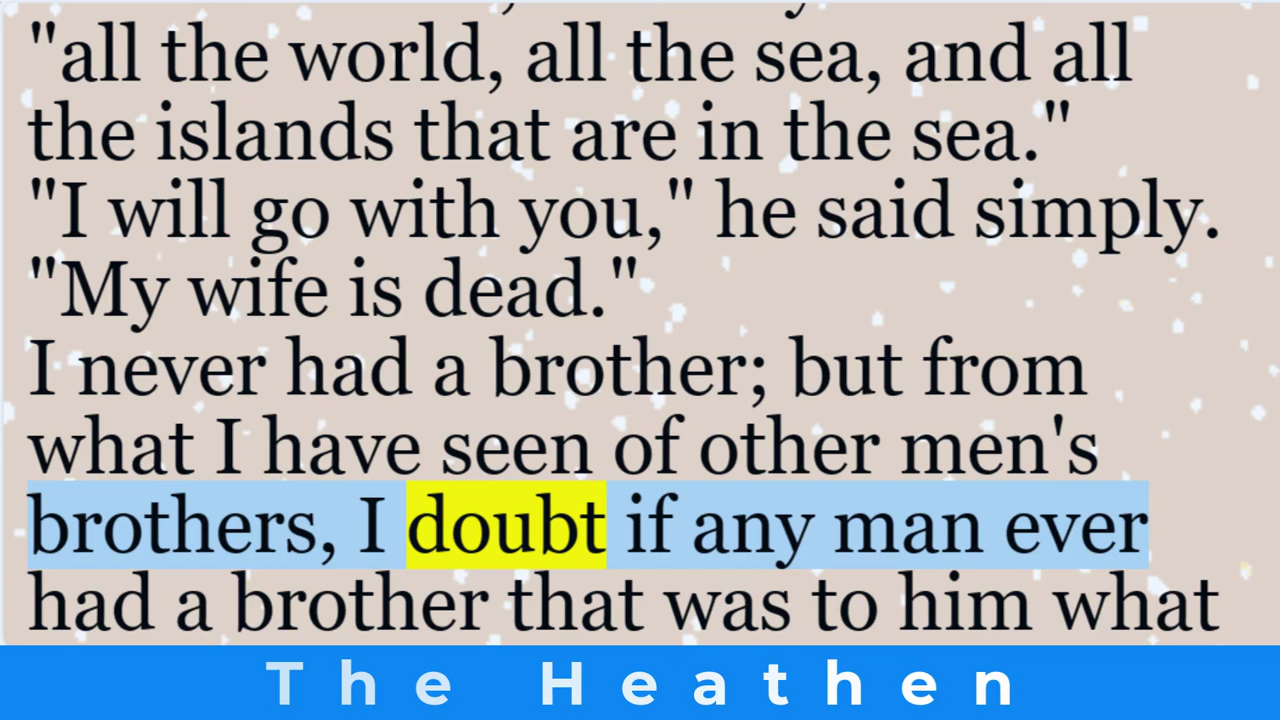 "all the world, all the sea, and all
the islands that are in the sea."
"I will go with you," he said simply.
"My wife is dead."
I never had a brother; but from
what I have seen of other men's
brothers, I doubt if any man ever
had a brother that was to him what
The Heathen